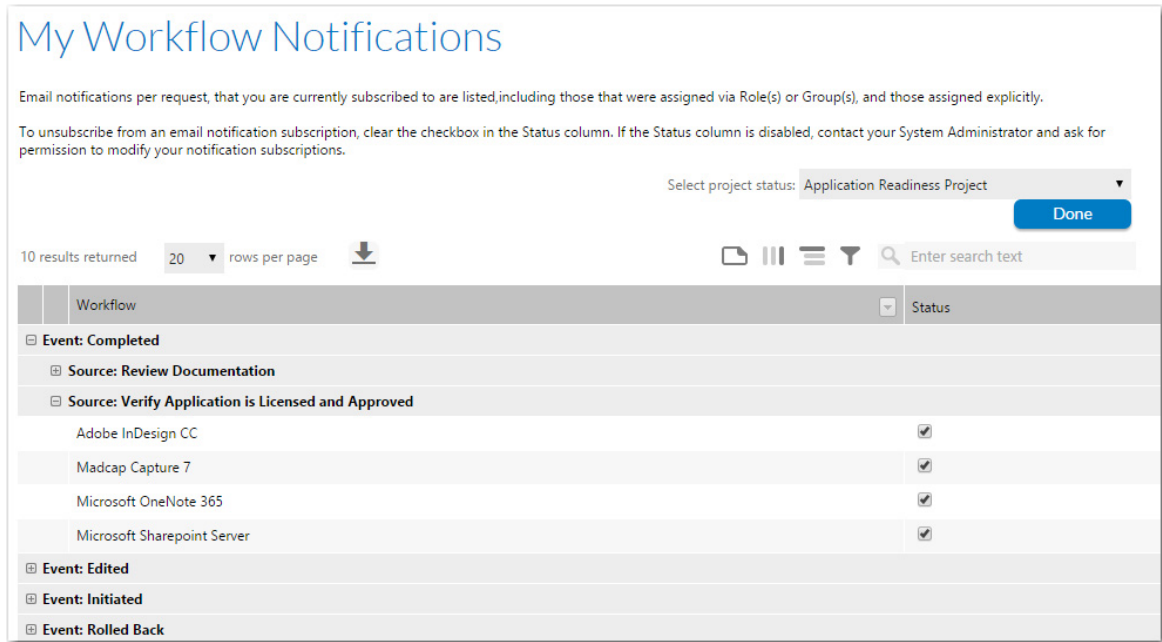 My Workflow Notifications
Email notifications per request, that you are currently subscribed to are listed,including those that were assigned via Role(s) or Group(s), and those assigned explicitly.
To unsubscribe from an email notification subscription, clear the checkbox in the Status column. If the Status column is disabled, contact your System Administrator and ask for
permission to modify your notification subscriptions.
Select project status: Application Readiness Project
Done
10 results returned 20 rows per page Enter search text
Workflow Status
Event: Completed
Source: Review Documentation
Source: Verify Application is Licensed and Approved
Adobe InDesign CC
Madcap Capture 7
Microsoft OneNote 365
Microsoft Sharepoint Server
Event: Edited
Event: Initiated
Event: Rolled Back